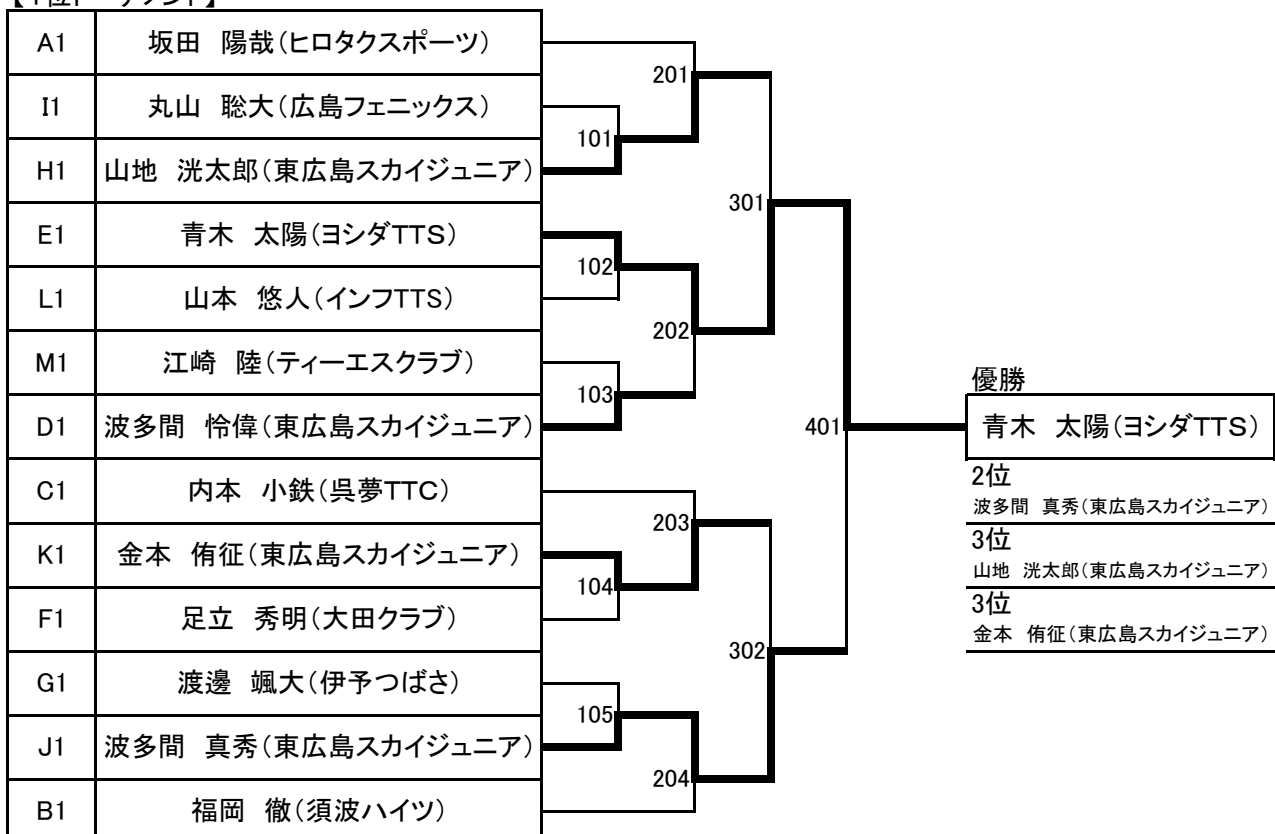 A1 坂田 陽哉(ヒロタクスポーツ)
I1 丸山 聡大(広島フェニックス)
H1 山地 洸太郎(東広島スカイジュニア)
E1 青木 太陽(ヨシダTTS)
L1 山本 悠人(インフTTS)
M1 江崎 陸(ティーエスクラブ)
D1 波多間 怜偉(東広島スカイジュニア)
C1 内本 小鉄(呉夢TTC)
K1 金本 侑征(東広島スカイジュニア)
F1 足立 秀明(大田クラブ)
G1 渡邊 颯大(伊予つばさ)
J1 波多間 真秀(東広島スカイジュニア)
B1 福岡 徹(須波ハイツ)
101
102
103
104
105
201
202
203
204
301
302
401
優勝
青木 太陽(ヨシダTTS)
2位
波多間 真秀(東広島スカイジュニア)
3位
山地 洸太郎(東広島スカイジュニア)
3位
金本 侑征(東広島スカイジュニア)